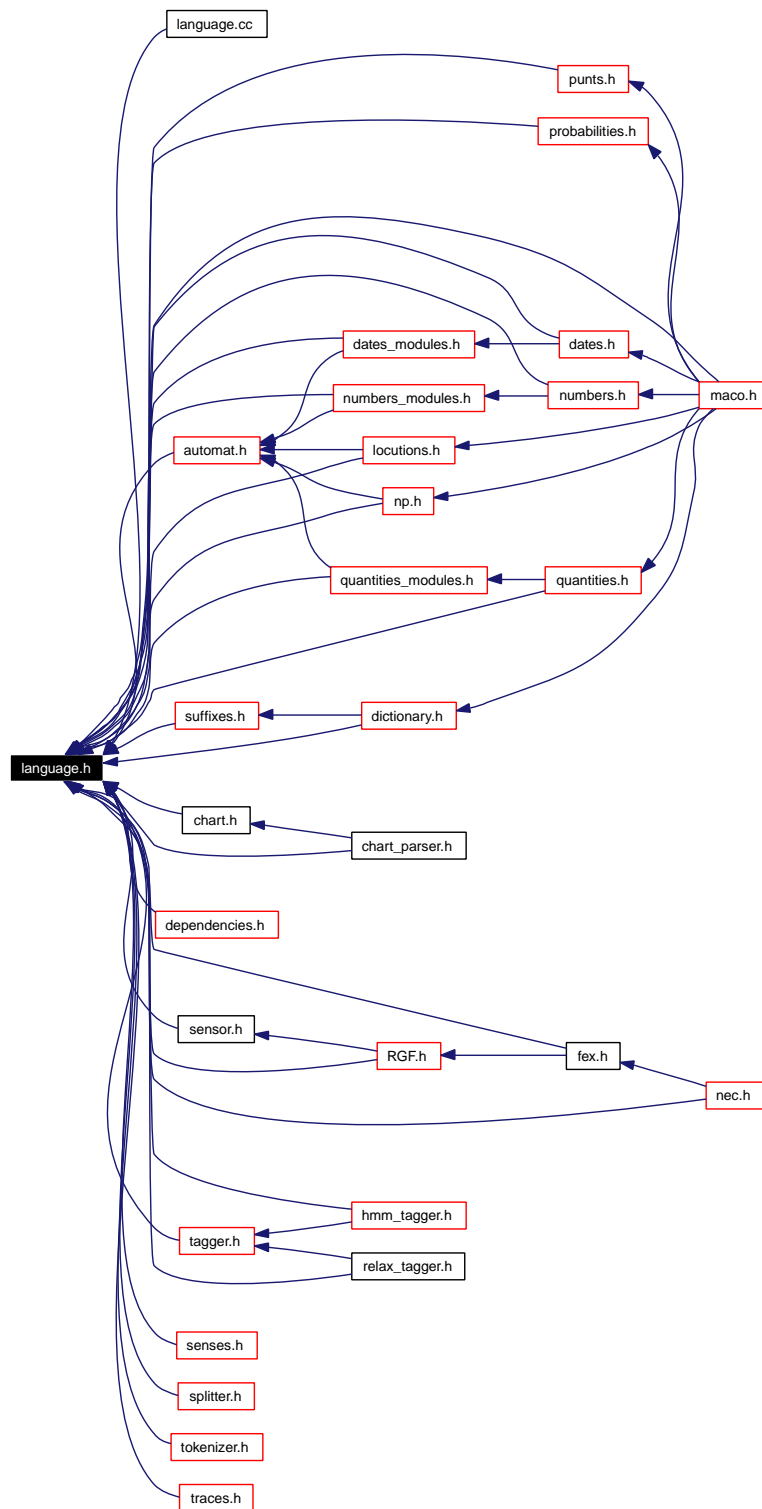 language.cc
punts.h
probabilities.h
dates_modules.h
dates.h
numbers_modules.h
numbers.h
maco.h
automat.h
locutions.h
np.h
quantities_modules.h
quantities.h
suffixes.h
dictionary.h
language.h
chart.h
chart_parser.h
dependencies.h
sensor.h
RGF.h
fex.h
nec.h
hmm_tagger.h
tagger.h
relax_tagger.h
senses.h
splitter.h
tokenizer.h
traces.h